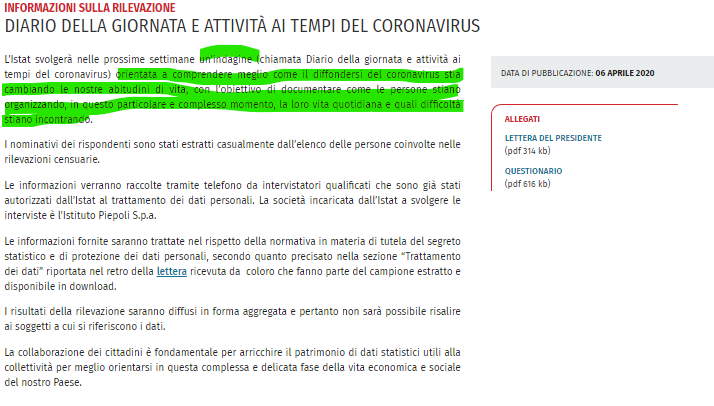 INFORMAZIONI SULLA RILEVAZIONE
DIARIO DELLA GIORNATA E ATTIVITÀ AI TEMPI DEL CORONAVIRUS
L'Istat svolgerà nelle prossime settimane un'indagine (chiamata Diario della giornata e attività ai
tempi del coronavirus) orientata a comprendere meglio come il diffondersi del coronavirus stia
cambiando le nostre abitudini di vita, con l'obiettivo di documentare come le persone stiano
organizzando, in questo particolare e complesso momento, la loro vita quotidiana e quali difficoltà
stiano incontrando.
I nominativi dei rispondenti sono stati estratti casualmente dall'elenco delle persone coinvolte nelle
rilevazioni censuarie.
Le informazioni verranno raccolte tramite telefono da intervistatori qualificati che sono già stati
autorizzati dall'Istat al trattamento dei dati personali. La società incaricata dall'Istat a svolgere le
interviste è l'Istituto Piepoli S.p.a.
Le informazioni fornite saranno trattate nel rispetto della normativa in materia di tutela del segreto
statistico e di protezione dei dati personali, secondo quanto precisato nella sezione “Trattamento
dei dati” riportata nel retro della lettera ricevuta da coloro che fanno parte del campione estratto e
disponibile in download.
I risultati della rilevazione saranno diffusi in forma aggregata e pertanto non sarà possibile risalire
ai soggetti a cui si riferiscono i dati.
La collaborazione dei cittadini è fondamentale per arricchire il patrimonio di dati statistici utili alla
collettività per meglio orientarsi in questa complessa e delicata fase della vita economica e sociale
del nostro Paese.
DATA DI PUBBLICAZIONE: 06 APRILE 2020
ALLEGATI
LETTERA DEL PRESIDENTE
(pdf 314 kb)
QUESTIONARIO
(pdf 616 kb)